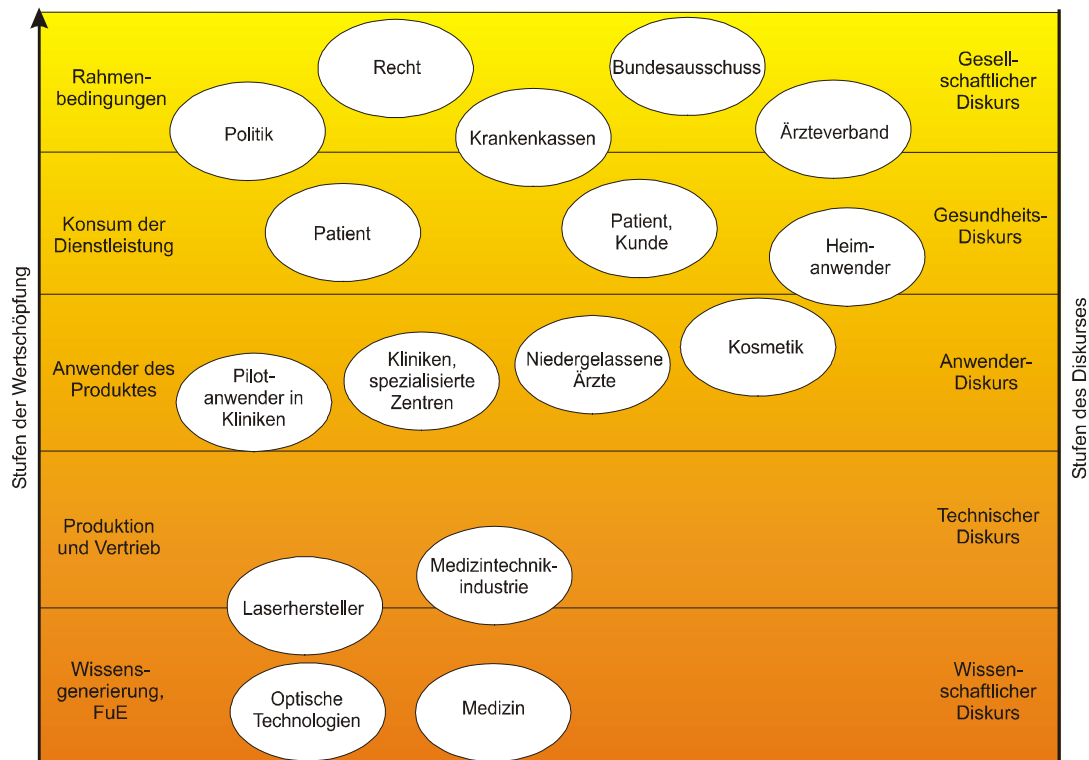 Stufen der Wertschöpfung
Stufen des Diskurses
Rahmen-
bedingungen
Recht
Bundesausschuss
Politik
Krankenkassen
Ärzteverband
Gesell-
schaftlicher
Diskurs
Konsum der
Dienstleistung
Patient
Patient,
Kunde
Heim-
anwender
Gesundheits-
Diskurs
Anwender des
Produktes
Pilot-
anwender in
Kliniken
Kliniken,
spezialisierte
Zentren
Niedergelassene
Ärzte
Kosmetik
Anwender-
Diskurs
Produktion
und Vertrieb
Laserhersteller
Medizintechnik-
industrie
Technischer
Diskurs
Wissens-
generierung,
FuE
Optische
Technologien
Medizin
Wissen-
schaftlicher
Diskurs